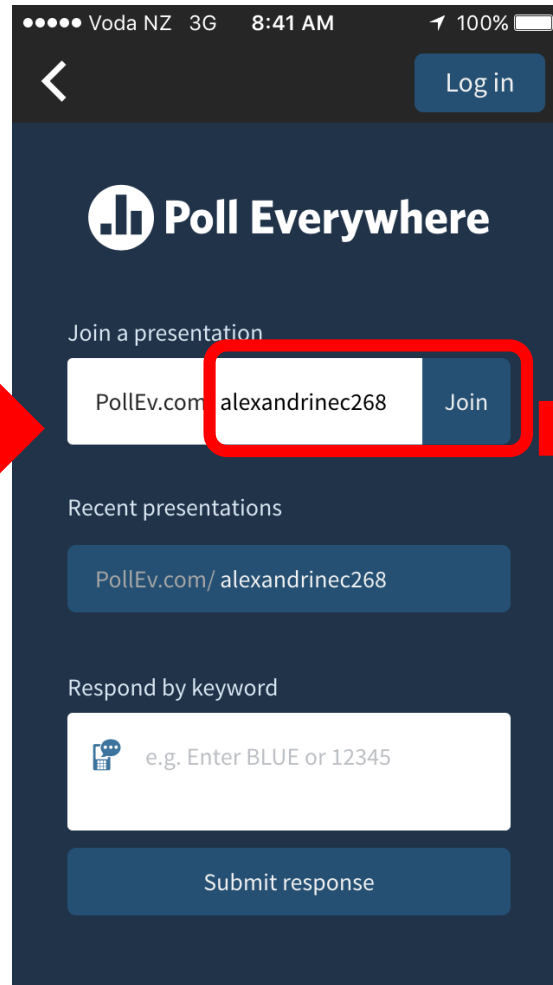 Voda NZ 3G 8:41 AM 100%
Log in
Poll Everywhere
Join a presentation
PollEv.com/ alexandrinec268 Join
Recent presentations
PollEv.com/ alexandrinec268
Respond by keyword
e.g. Enter BLUE or 12345
Submit response